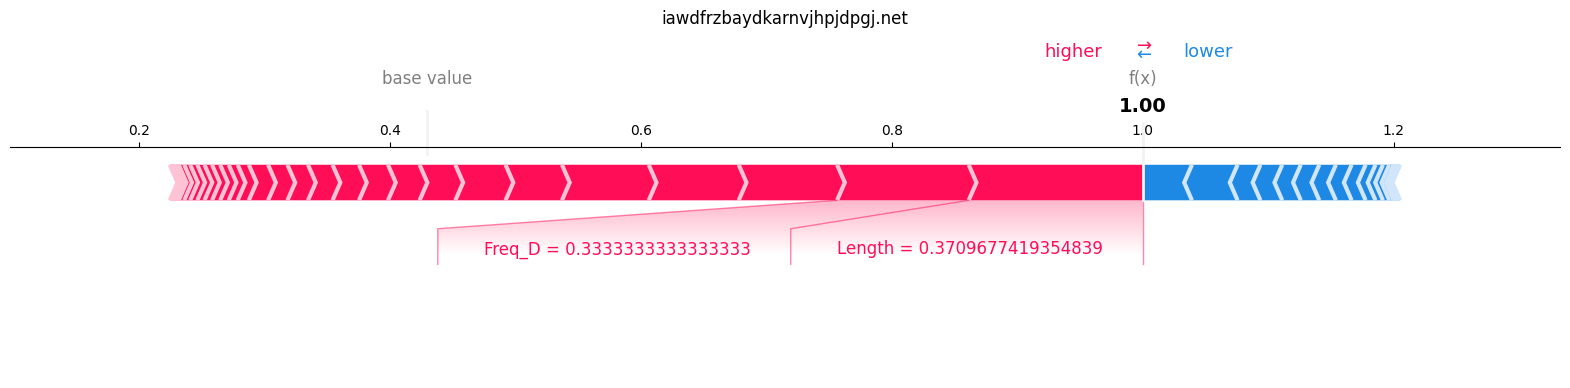 iawdfrzbaydkarnvjhpjdpgj.net
higher ⇄ lower
base value f(x)
1.00
0.2 0.4 0.6 0.8 1.0 1.2
Freq_D = 0.3333333333333333 Length = 0.3709677419354839